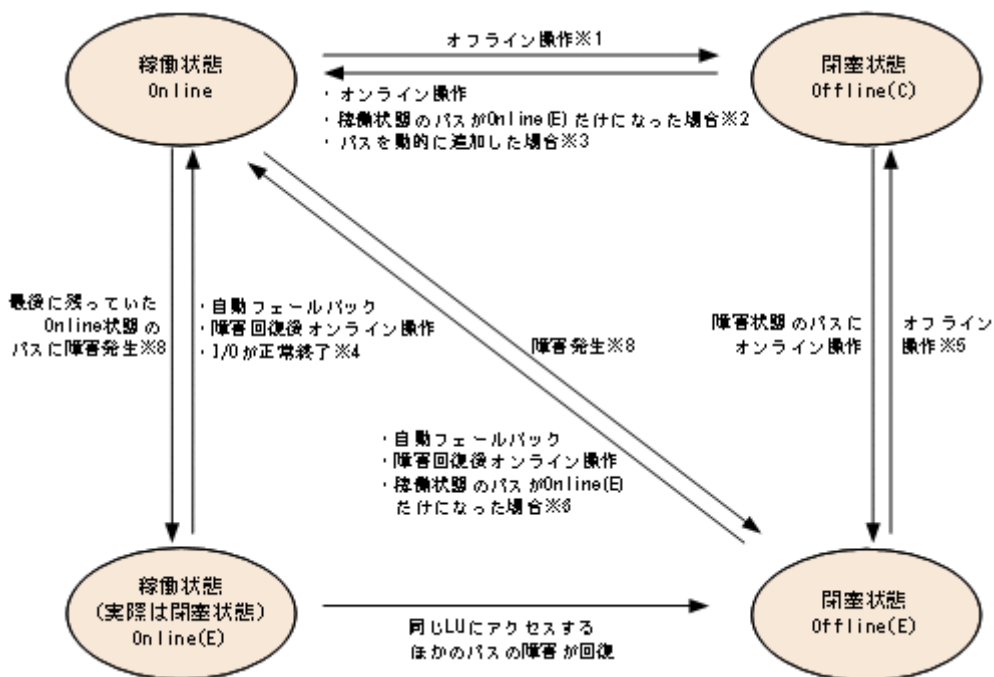 稼働状態
Online
オフライン操作※1
閉塞状態
Offline(C)
・オンライン操作
・稼働状態のパスがOnline(E)だけになった場合※2
・パスを動的に追加した場合※3
最後に残っていた
Online状態の
パスに障害発生※8
・自動フェールバック
・障害回復後オンライン操作
・I/Oが正常終了※4
障害発生※8
障害状態のパスに
オンライン操作
オフライン
操作※5
・自動フェールバック
・障害回復後オンライン操作
・稼働状態のパスがOnline(E)
だけになった場合※6
稼働状態
(実際は閉塞状態)
Online(E)
同じLUにアクセスする
ほかのパスの障害が回復
閉塞状態
Offline(E)